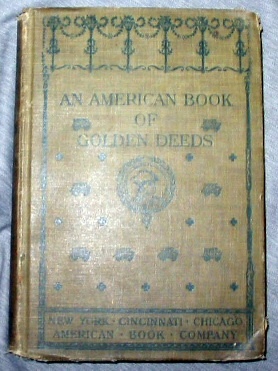 AN AMERICAN BOOK
OF
GOLDEN DEEDS
NEW YORK · CINCINNATI · CHICAGO
AMERICAN · BOOK · COMPANY